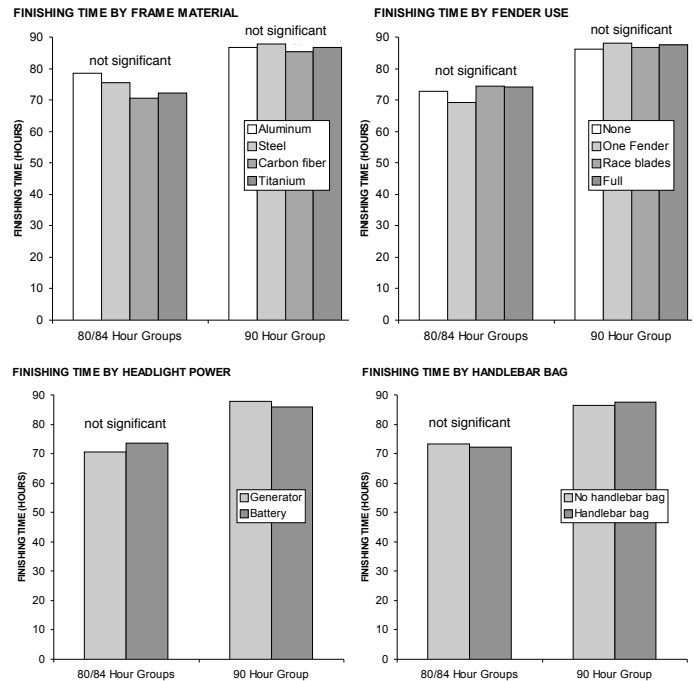 FINISHING TIME BY FRAME MATERIAL
FINISHING TIME (HOURS)
90
80
70
60
50
40
30
20
10
0
not significant
not significant
Aluminum
Steel
Carbon fiber
Titanium
80/84 Hour Groups
90 Hour Group
FINISHING TIME BY FENDER USE
FINISHING TIME (HOURS)
90
80
70
60
50
40
30
20
10
0
not significant
not significant
None
One Fender
Race blades
Full
80/84 Hour Groups
90 Hour Group
FINISHING TIME BY HEADLIGHT POWER
FINISHING TIME (HOURS)
90
80
70
60
50
40
30
20
10
0
not significant
Generator
Battery
80/84 Hour Groups
90 Hour Group
FINISHING TIME BY HANDLEBAR BAG
FINISHING TIME (HOURS)
90
80
70
60
50
40
30
20
10
0
not significant
No handlebar bag
Handlebar bag
80/84 Hour Groups
90 Hour Group